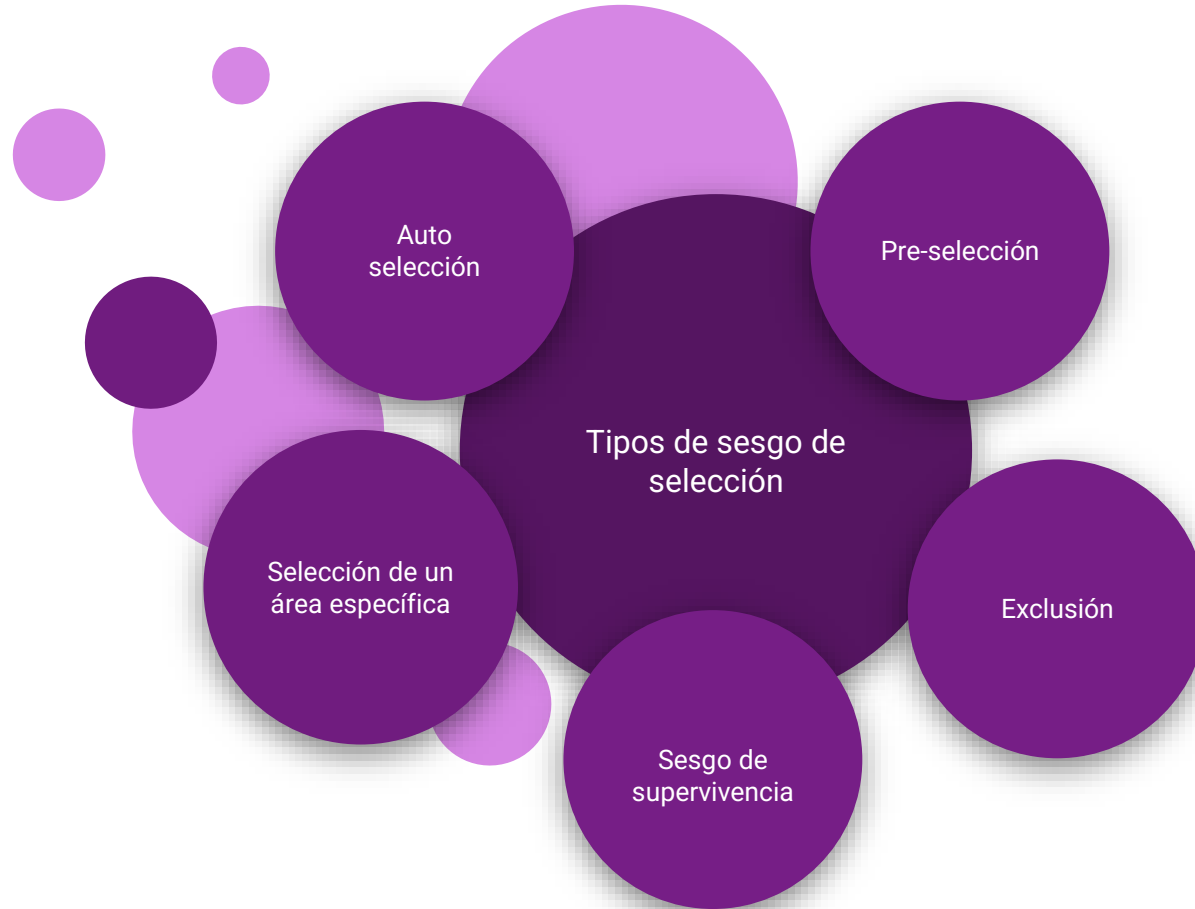 Auto
selección
Pre-selección
Tipos de sesgo de
selección
Selección de un
área específica
Exclusión
Sesgo de
supervivencia